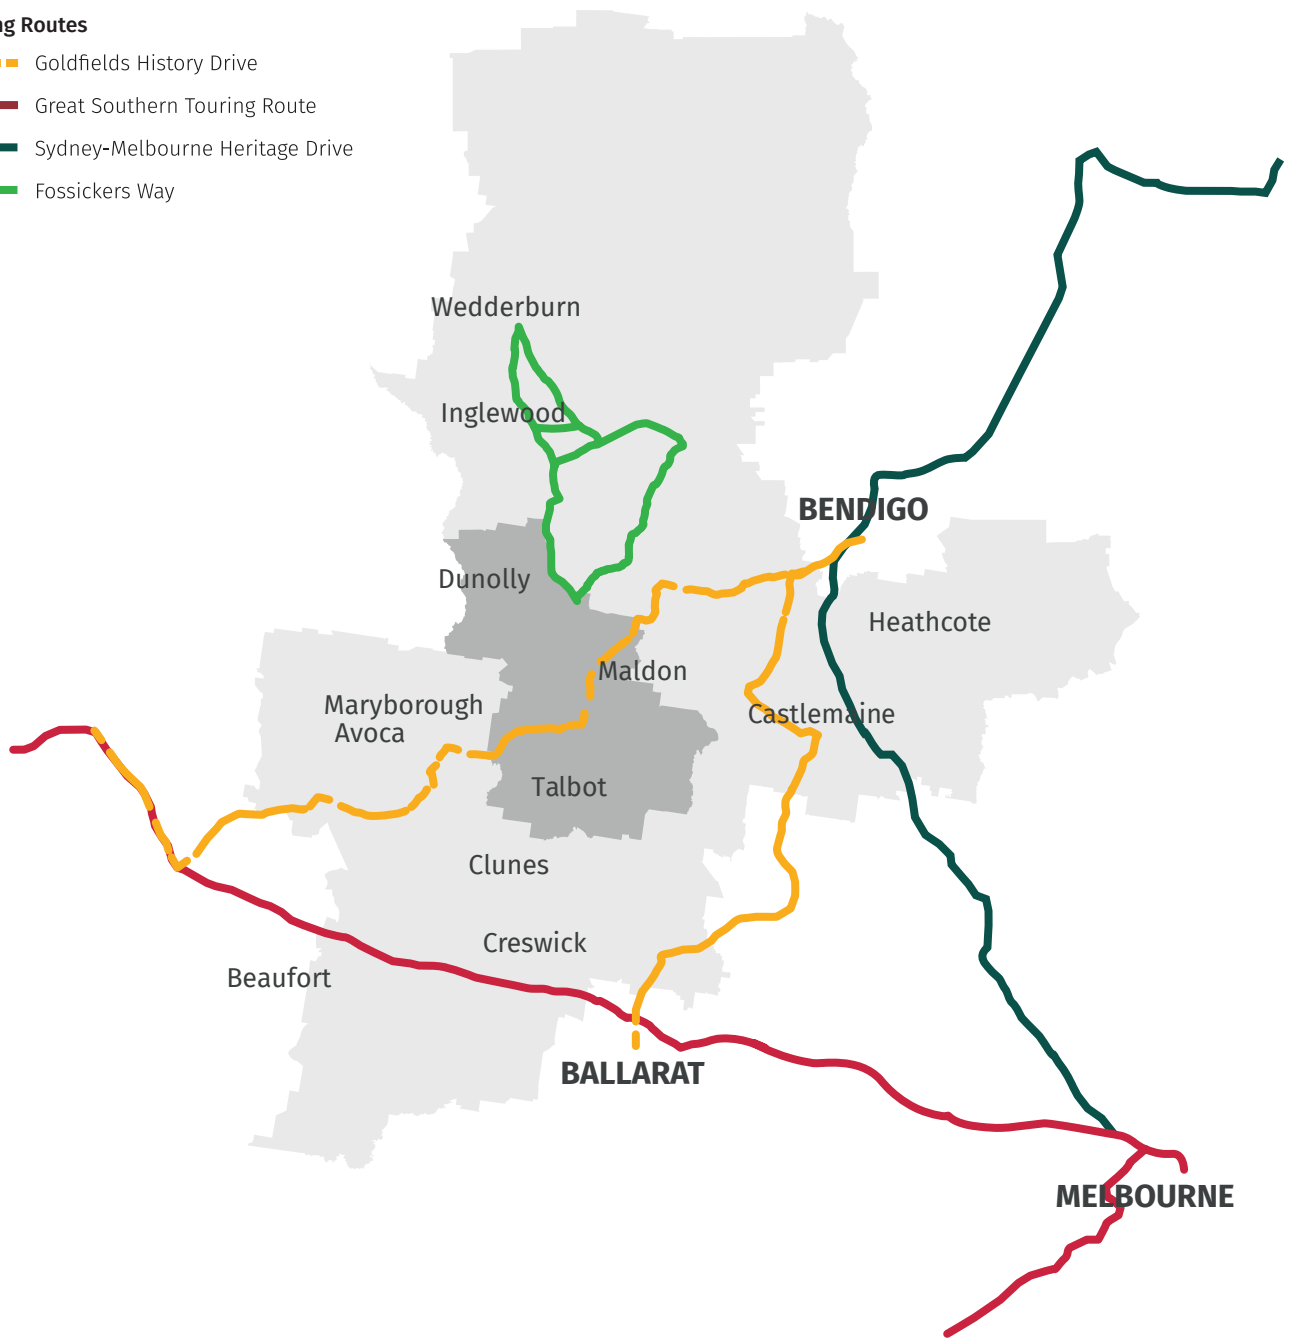 ng Routes
Goldfields History Drive
Great Southern Touring Route
Sydney-Melbourne Heritage Drive
Fossickers Way
Wedderburn
Inglewood
BENDIGO
Dunolly
Heathcote
Maldon
Maryborough
Castlemaine
Avoca
Talbot
Clunes
Creswick
Beaufort
BALLARAT
MELBOURNE